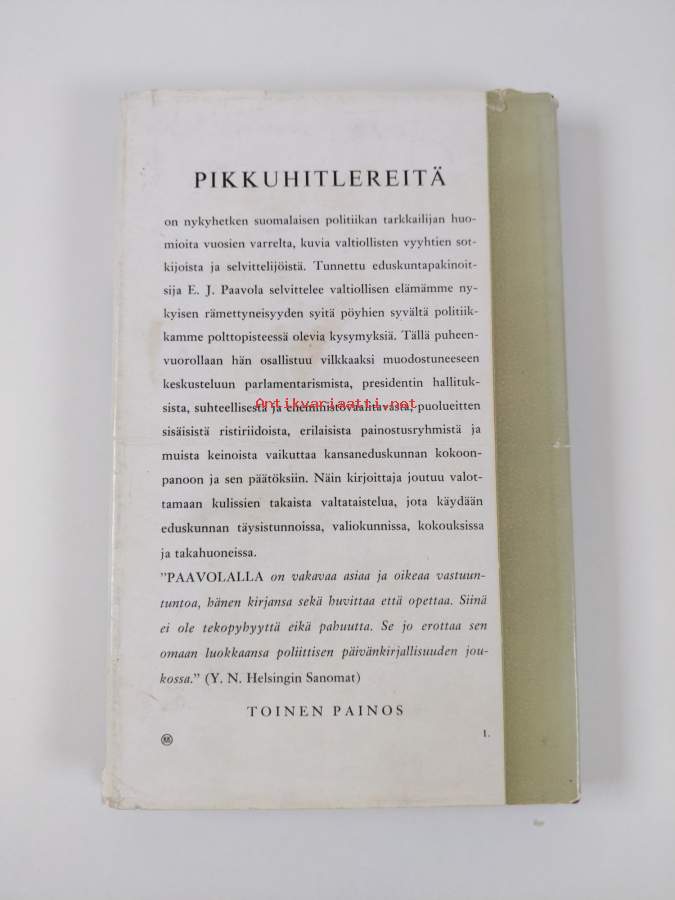 PIKKUHITLEREITÄ
on nykyhetken suomalaisen politiikan tarkkailijan huo-
mioita vuosien varrelta, kuvia valtiollisten vyyhtien sot-
kijoista ja selvittelijöistä. Tunnettu eduskuntapakinoit-
sija E. J. Paavola selvittelee valtiollisen elämämme ny-
kyisen rämettyneisyyden syitä pöyhien syvältä politiik-
kamme polttopisteessä olevia kysymyksiä. Tällä puheen-
vuorollaan hän osallistuu vilkkaaksi muodostuneeseen
keskusteluun parlamentarismista, presidentin hallituk-
Antikvariaatti.net
sista, suhteellisesta ja enemmistövaalitavasta, puolueitten
sisäisistä ristiriidoista, erilaisista painostusryhmistä ja
muista keinoista vaikuttaa kansaneduskunnan kokoon-
panoon ja sen päätöksiin. Näin kirjoittaja joutuu valot-
tamaan kulissien takaista valtataistelua, jota käydään
eduskunnan täysistunnoissa, valiokunnissa, kokouksissa
ja takahuoneissa.
"PAAVOLALLA on vakavaa asiaa ja oikeaa vastuun-
tuntoa, hänen kirjansa sekä huvittaa että opettaa. Siinä
ei ole tekopyhyyttä eikä pahuutta. Se jo erottaa sen
omaan luokkaansa poliittisen päivänkirjallisuuden jou-
kossa." (Y. N. Helsingin Sanomat)
TOINEN PAINOS
1.